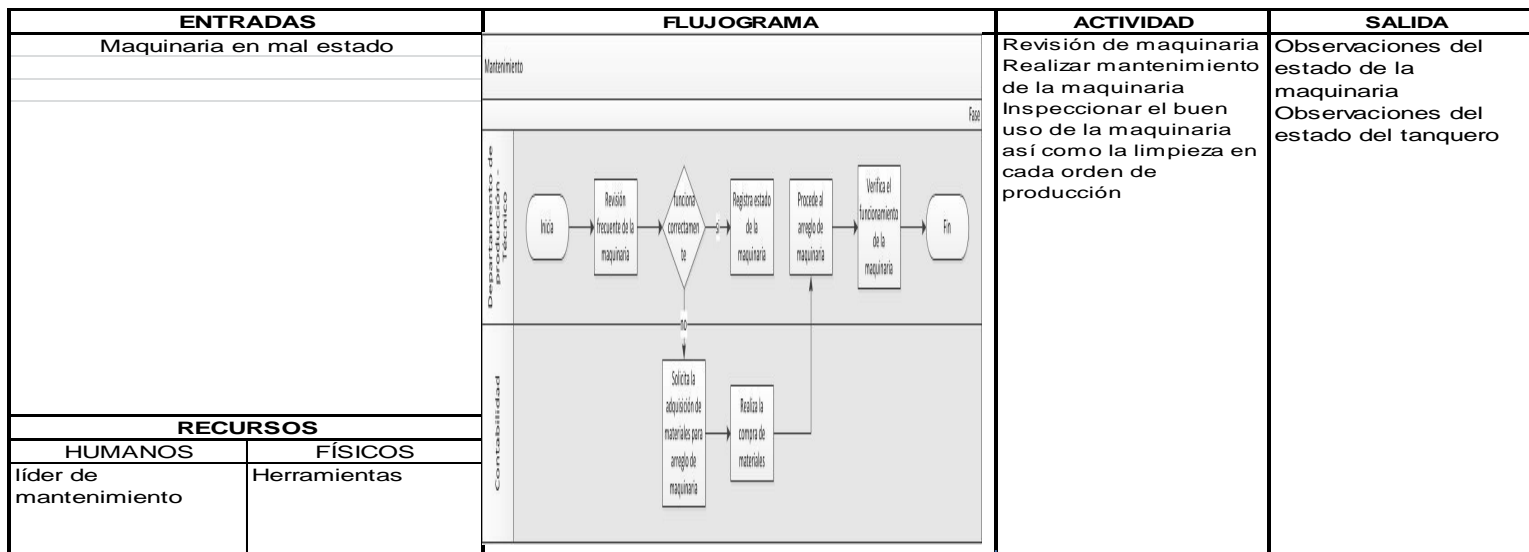 ENTRADAS
Maquinaria en mal estado
RECURSOS
HUMANOS
FÍSICOS
líder de
mantenimiento
Herramientas
FLUJOGRAMA
Mantenimiento
Fase
Departamento de
producción -
Técnico
Inicia
Revisión
frecuente de la
maquinaria
funciona
correctamen
te
si
Registra estado
de la
maquinaria
Procede al
arreglo de
maquinaria
Verifica el
funcionamiento
de la
maquinaria
Fin
no
Contabilidad
Solicita la
adquisición de
materiales para
arreglo de
maquinaria
Realiza la
compra de
materiales
ACTIVIDAD
Revisión de maquinaria
Realizar mantenimiento
de la maquinaria
Inspeccionar el buen
uso de la maquinaria
así como la limpieza en
cada orden de
producción
SALIDA
Observaciones del
estado de la
maquinaria
Observaciones del
estado del tanquero